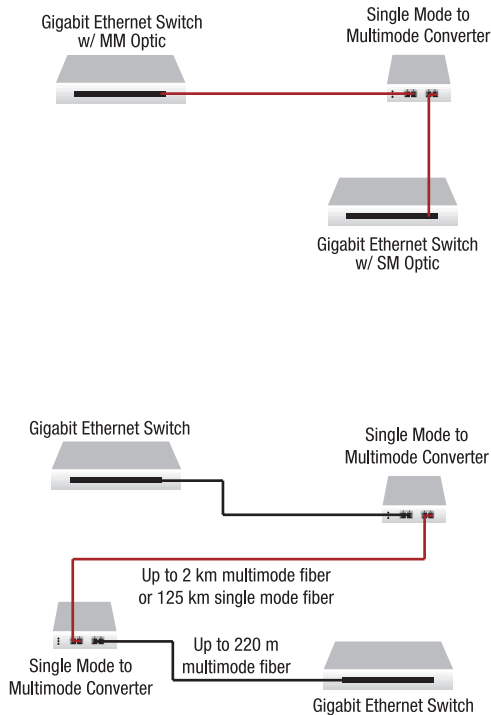 Gigabit Ethernet Switch
w/ MM Optic
Single Mode to
Multimode Converter
Gigabit Ethernet Switch
w/ SM Optic
Gigabit Ethernet Switch
Single Mode to
Multimode Converter
Up to 2 km multimode fiber
or 125 km single mode fiber
Single Mode to
Multimode Converter
Up to 220 m
multimode fiber
Gigabit Ethernet Switch